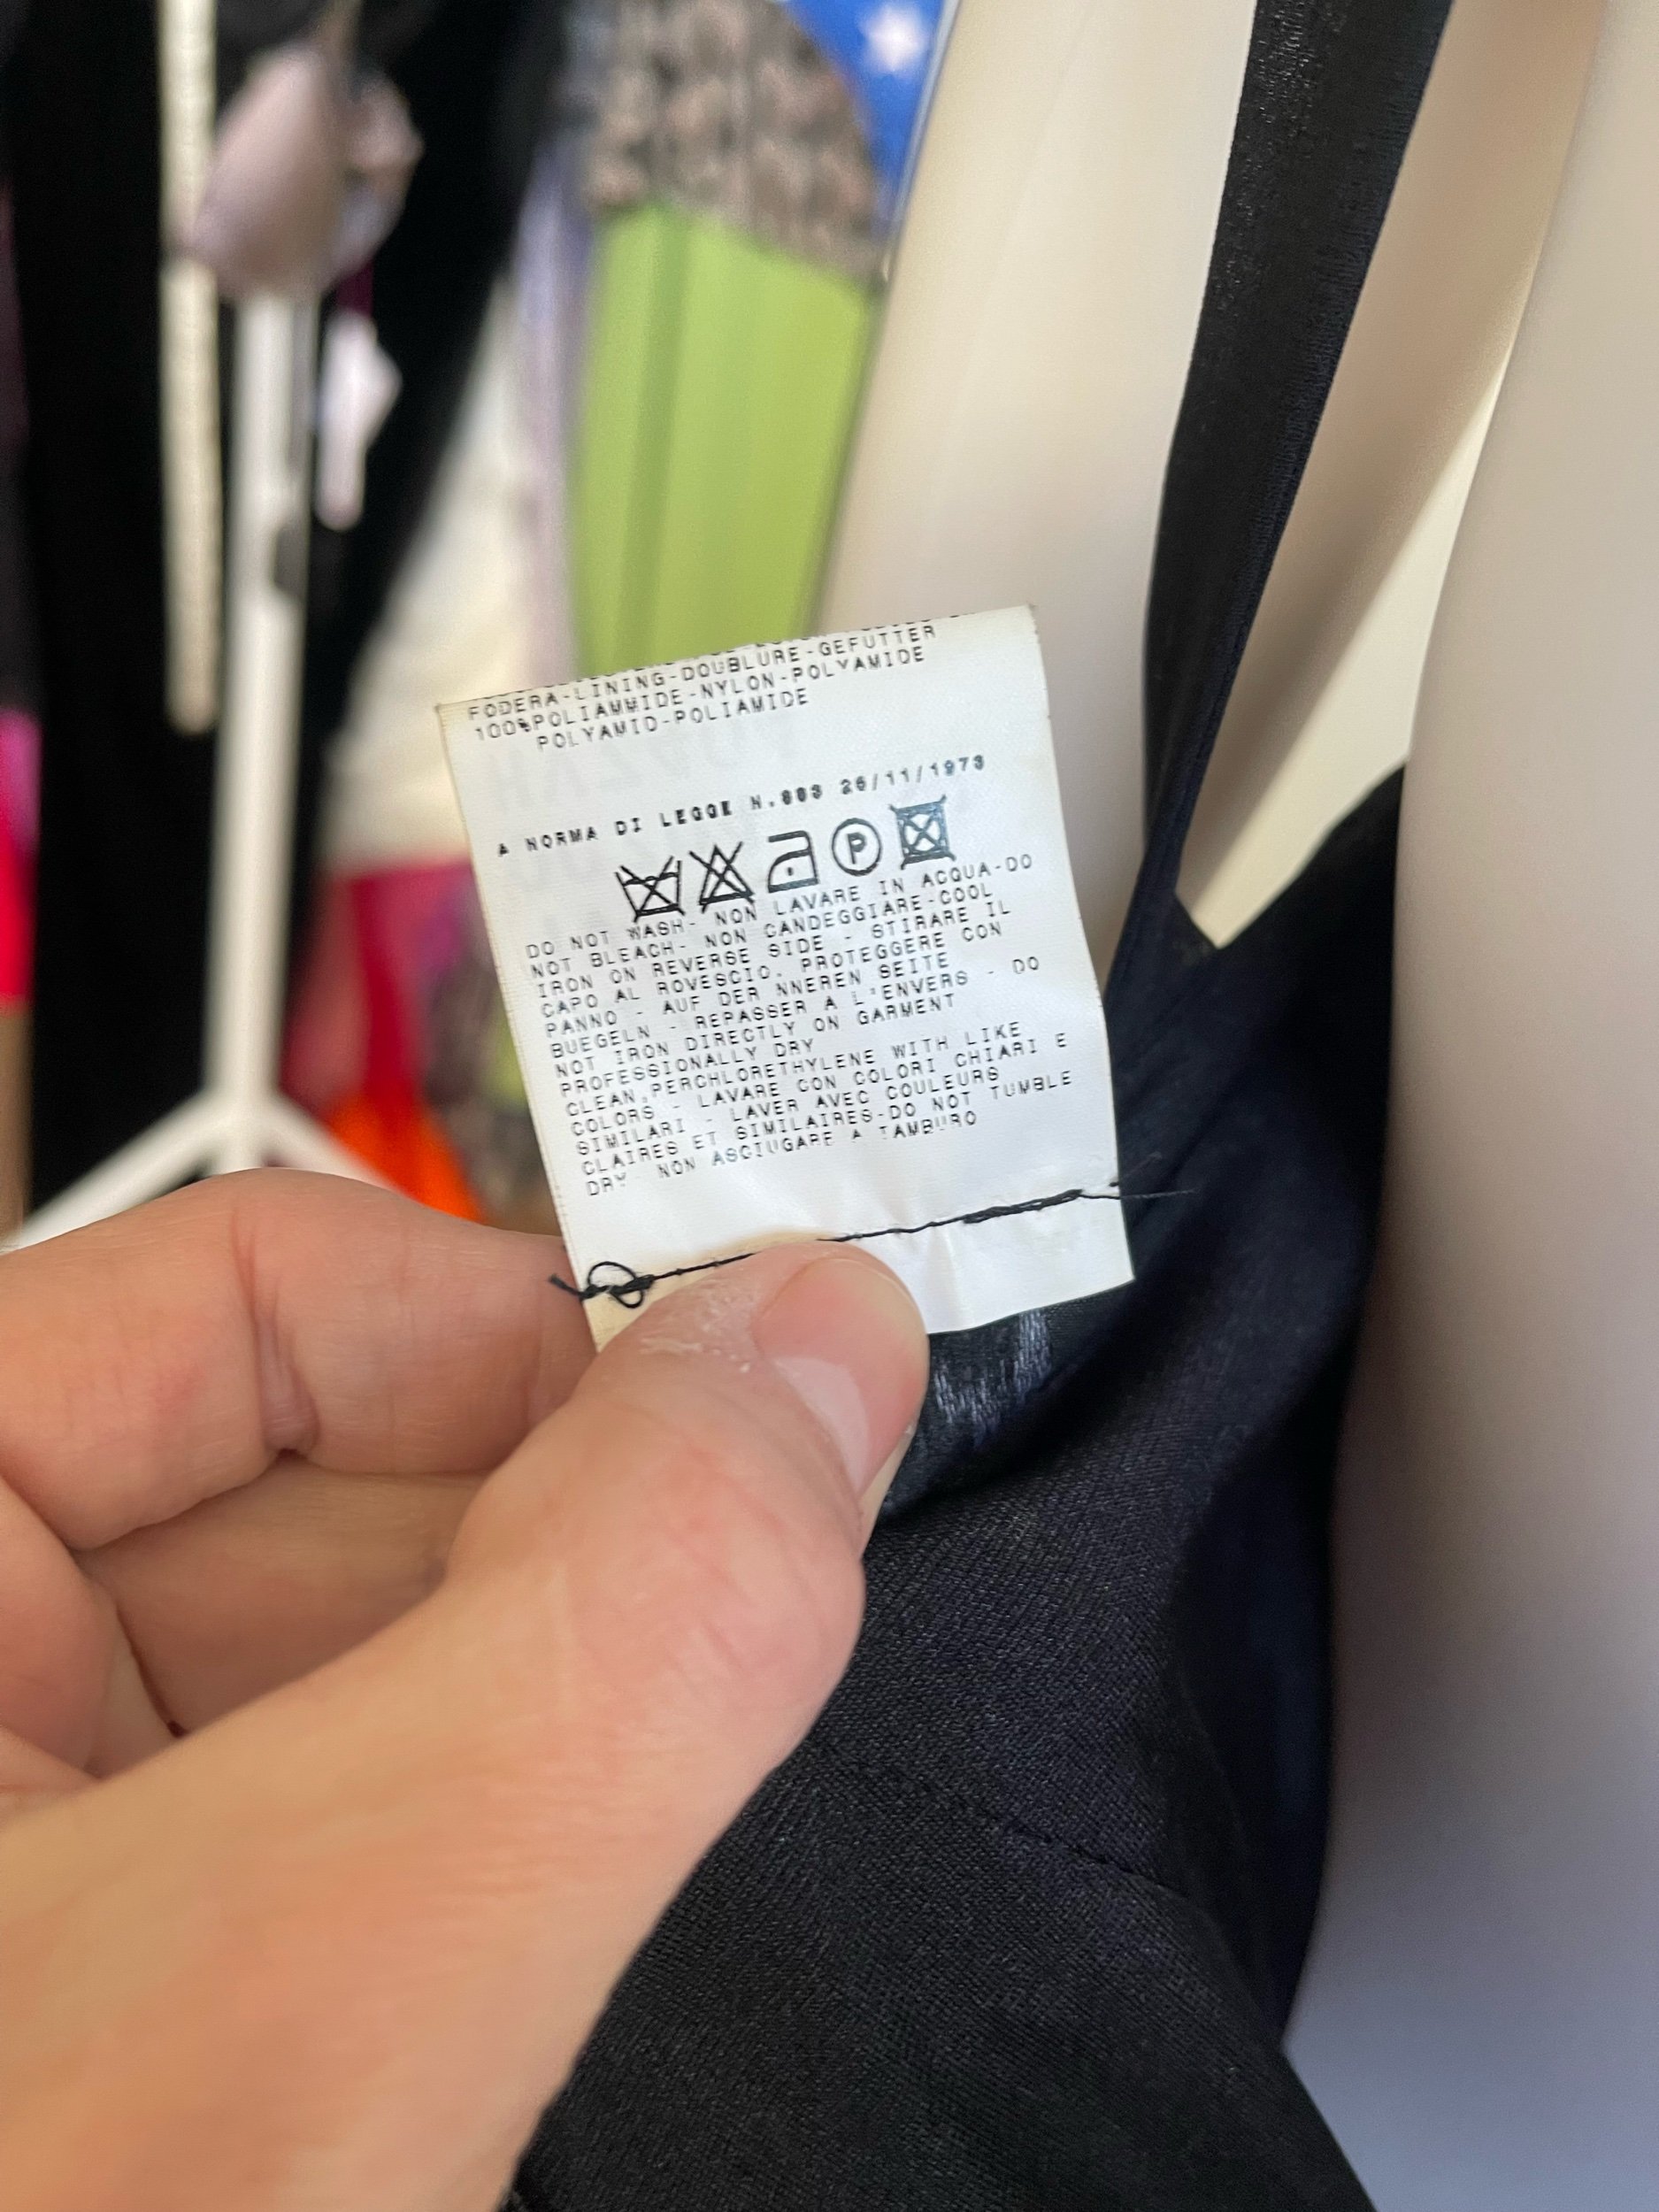 FODERA-LINING-DOUBLURE-GEFUTTER
100%POLIAMMIDE-NYLON-POLYAMIDE
POLYAMID-POLIAMIDE
A NORMA DI LEGGE N.883 26/11/1973
P
DO NOT WASH- NON LAVARE IN ACQUA-DO
NOT BLEACH- NON CANDEGGIARE-COOL
IRON ON REVERSE SIDE - STIRARE IL
CAPO AL ROVESCIO. PROTEGGERE CON
PANNO - AUF DER NNEREN SEITE
BUEGELN - REPASSER A L'ENVERS - DO
NOT IRON DIRECTLY ON GARMENT
PROFESSIONALLY DRY
CLEAN,PERCHLORETHYLENE WITH LIKE
COLORS - LAVARE CON COLORI CHIARI E
SIMILARI - LAVER AVEC COULEURS
CLAIRES ET SIMILAIRES-DO NOT TUMBLE
DRY NON ASCIUGARE A TAMBURO